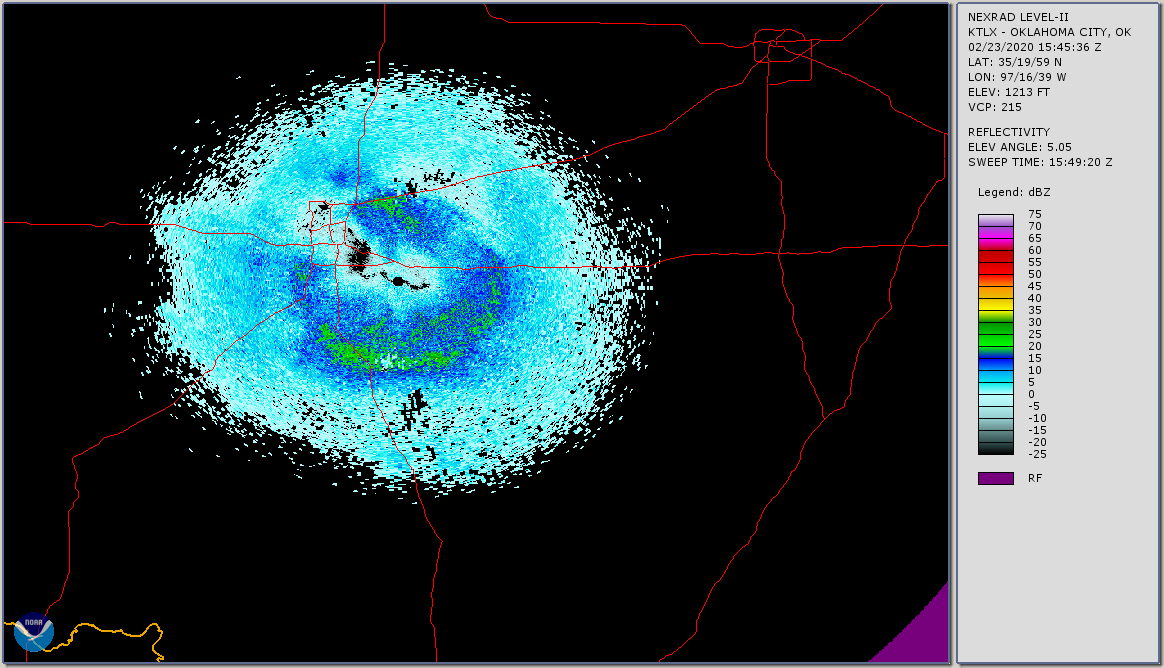 NEXRAD LEVEL-II
KTLX - OKLAHOMA CITY, OK
02/23/2020 15:45:36 Z
LAT: 35/19/59 N
LON: 97/16/39 W
ELEV: 1213 FT
VCP: 215
REFLECTIVITY
ELEV ANGLE: 5.05
SWEEP TIME: 15:49:20 Z
Legend: dBZ
75
70
65
60
55
50
45
40
35
30
25
20
15
10
5
0
-5
-10
-15
-20
-25
RF
NOAA